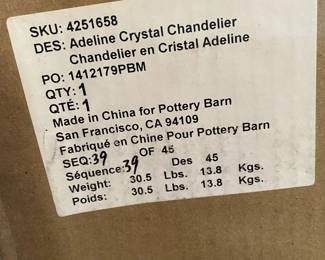 SKU: 4251658
DES: Adeline Crystal Chandelier
Chandelier en Cristal Adeline
PO: 1412179PBM
QTY: 1
QTÉ: 1
Made in China for Pottery Barn
San Francisco, CA 94109
Fabriqué en Chine Pour Pottery Barn
SEQ: 39 OF 45
Séquence: 39 Des 45
Weight: 30.5 Lbs. 13.8 Kgs.
Poids: 30.5 Lbs. 13.8 Kgs.